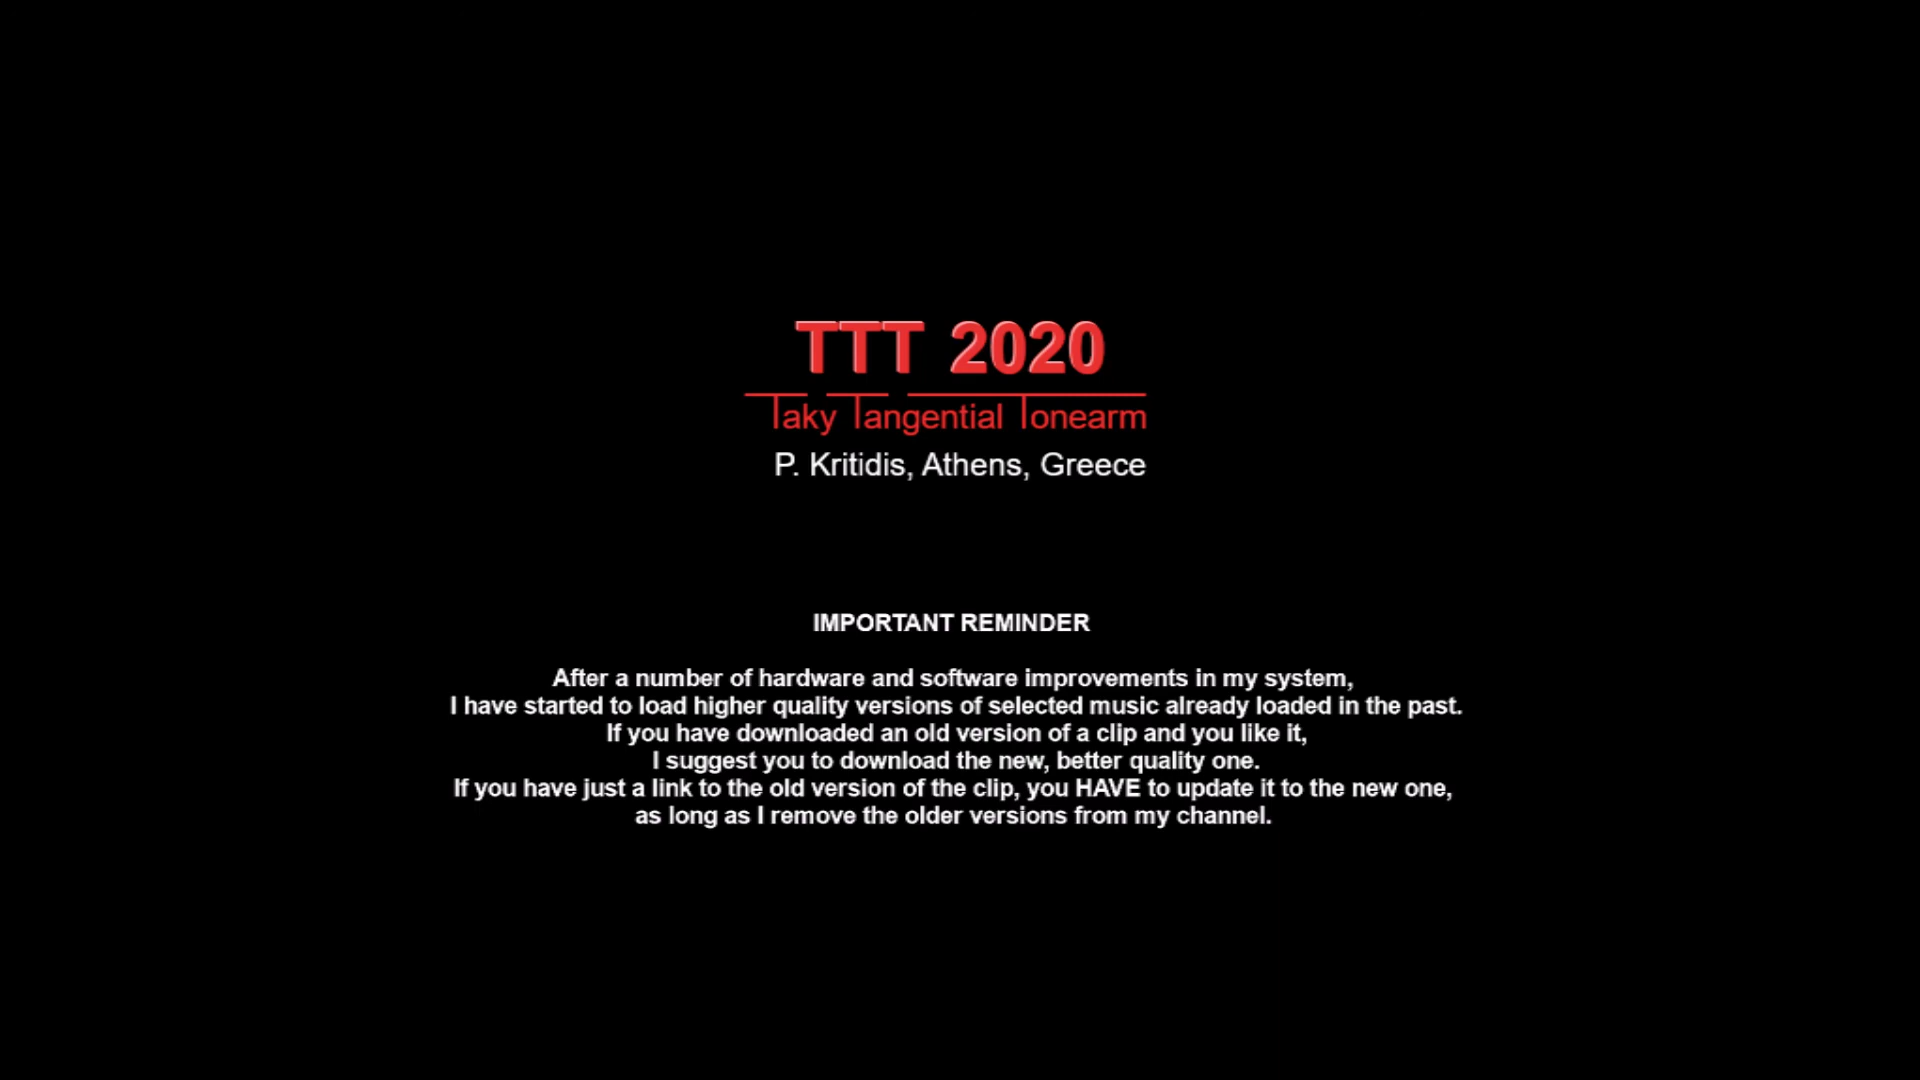 TTT 2020
Taky Tangential Tonearm
P. Kritidis, Athens, Greece
IMPORTANT REMINDER
After a number of hardware and software improvements in my system,
I have started to load higher quality versions of selected music already loaded in the past.
If you have downloaded an old version of a clip and you like it,
I suggest you to download the new, better quality one.
If you have just a link to the old version of the clip, you HAVE to update it to the new one,
as long as I remove the older versions from my channel.